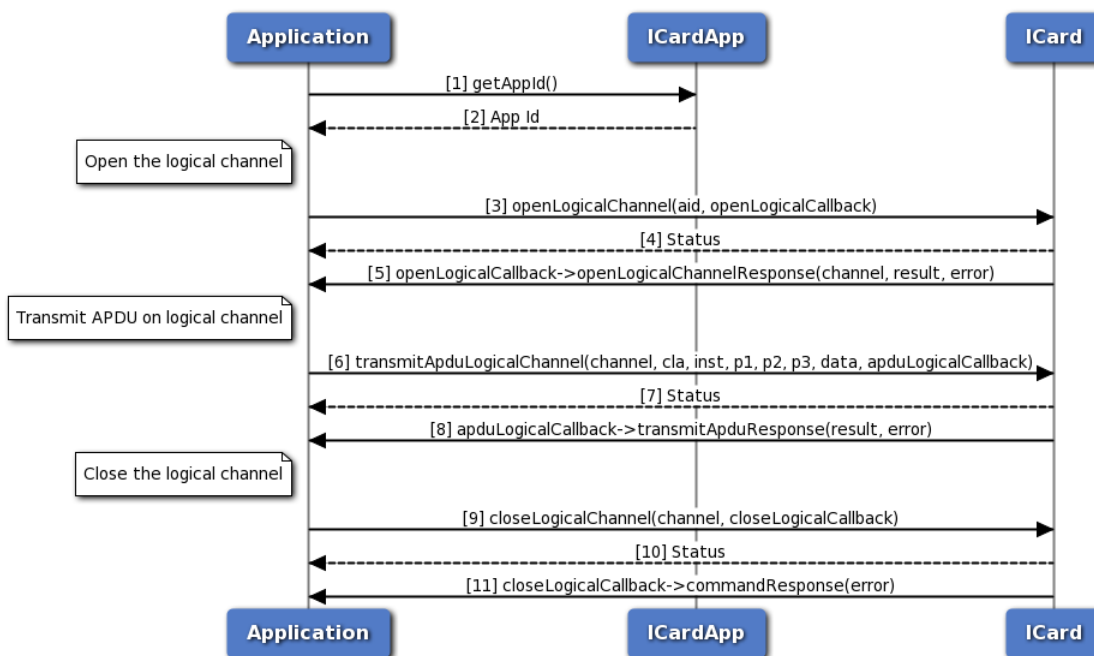 Application
ICardApp
ICard
[1] getAppId()
[2] App Id
Open the logical channel
[3] openLogicalChannel(aid, openLogicalCallback)
[4] Status
[5] openLogicalCallback->openLogicalChannelResponse(channel, result, error)
Transmit APDU on logical channel
[6] transmitApduLogicalChannel(channel, cla, inst, p1, p2, p3, data, apduLogicalCallback)
[7] Status
[8] apduLogicalCallback->transmitApduResponse(result, error)
Close the logical channel
[9] closeLogicalChannel(channel, closeLogicalCallback)
[10] Status
[11] closeLogicalCallback->commandResponse(error)
Application
ICardApp
ICard